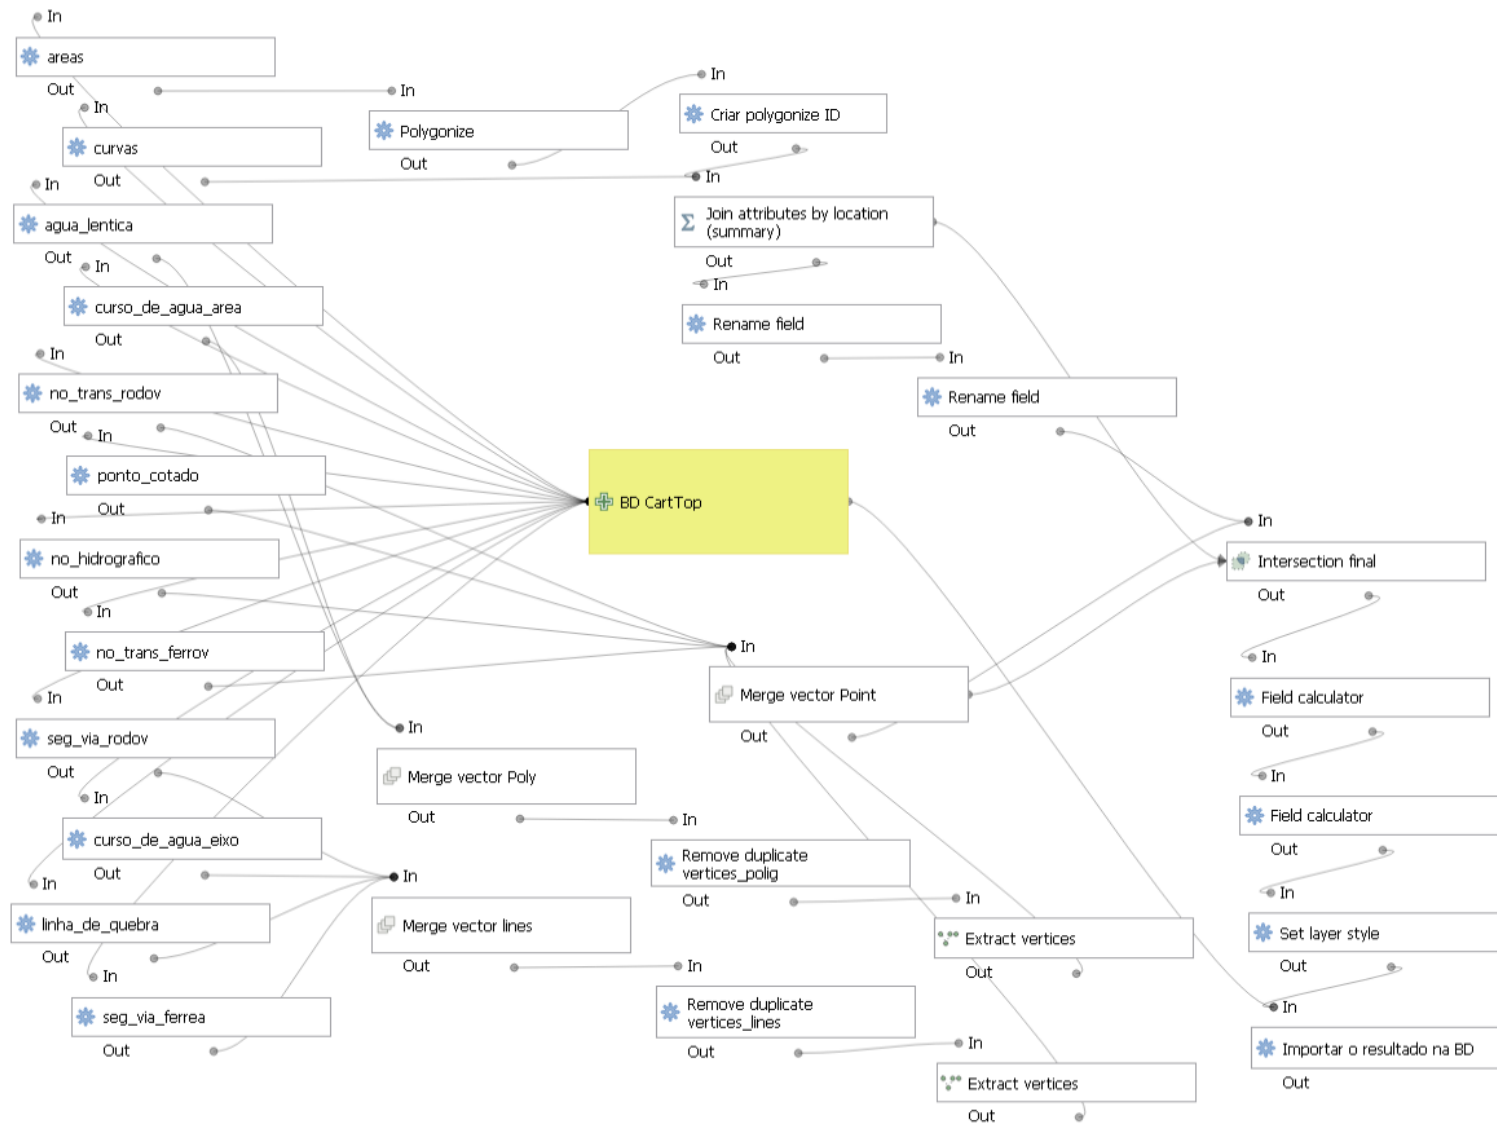 In
areas
Out
In
curvas
Out
In
agua_lentica
Out
In
curso_de_agua_area
Out
In
no_trans_rodov
Out
In
ponto_cotado
Out
In
no_hidrografico
Out
In
no_trans_ferrov
Out
In
seg_via_rodov
Out
In
curso_de_agua_eixo
Out
In
linha_de_quebra
Out
In
seg_via_ferrea
Out
In
Polygonize
Out
In
Merge vector Poly
Out
In
Merge vector lines
Out
BD CartTop
In
Criar polygonize ID
Out
In
Join attributes by location
(summary)
Out
In
Rename field
Out
In
Rename field
Out
In
Merge vector Point
Out
In
Remove duplicate
vertices_polig
Out
In
Remove duplicate
vertices_lines
Out
In
Extract vertices
Out
In
Extract vertices
Out
In
Intersection final
Out
In
Field calculator
Out
In
Field calculator
Out
In
Set layer style
Out
In
Importar o resultado na BD
Out